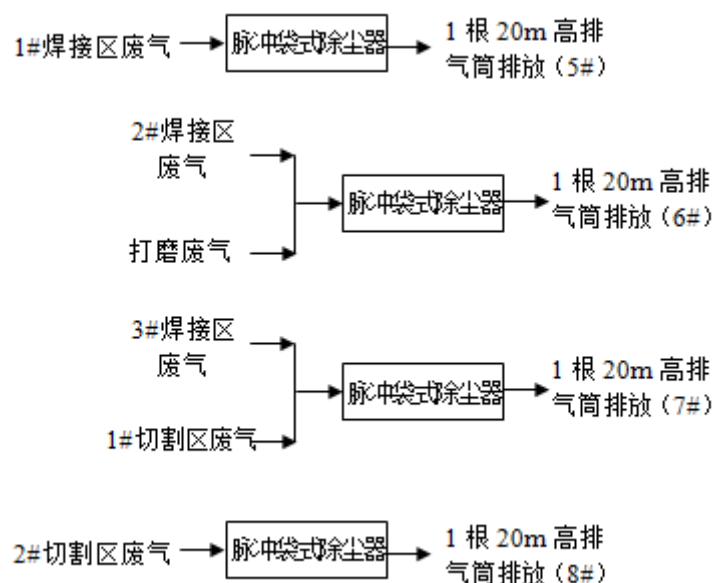 1#焊接区废气
脉冲袋式除尘器
1 根 20m 高排
气筒排放（5#）
2#焊接区
废气
打磨废气
脉冲袋式除尘器
1 根 20m 高排
气筒排放（6#）
3#焊接区
废气
1#切割区废气
脉冲袋式除尘器
1 根 20m 高排
气筒排放（7#）
2#切割区废气
脉冲袋式除尘器
1 根 20m 高排
气筒排放（8#）